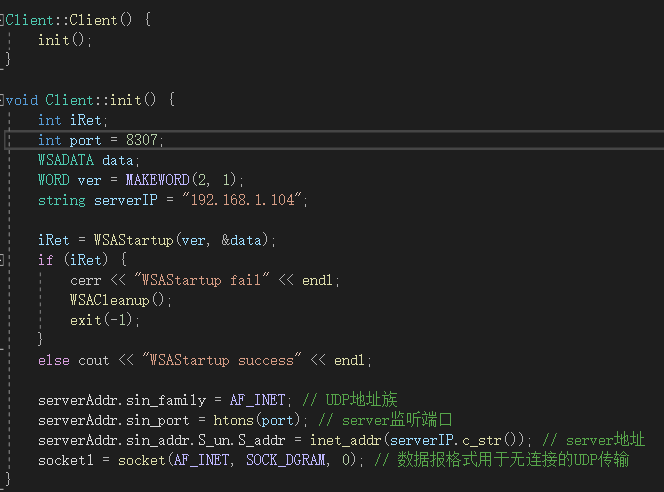 Client::Client() {
init();
}
void Client::init() {
int iRet;
int port = 8307;
WSADATA data;
WORD ver = MAKEWORD(2, 1);
string serverIP = "192.168.1.104";
iRet = WSAStartup(ver, &data);
if (iRet) {
cerr << "WSAStartup fail" << endl;
WSACleanup();
exit(-1);
}
else cout << "WSAStartup success" << endl;
serverAddr.sin_family = AF_INET; // UDP地址族
serverAddr.sin_port = htons(port); // server监听端口
serverAddr.sin_addr.S_un.S_addr = inet_addr(serverIP.c_str()); // server地址
socket1 = socket(AF_INET, SOCK_DGRAM, 0); // 数据报格式用于无连接的UDP传输
}